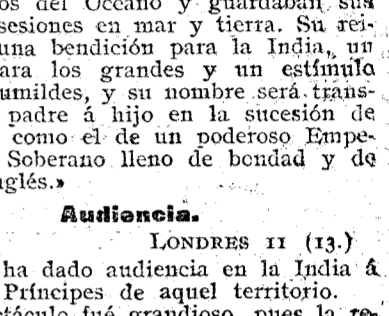 os del Océano y guardaban sus
sesiones en mar y tierra. Su rei-
una bendición para la India, un
ara los grandes y un estímulo
umildes, y su nombre será trans-
padre á hijo en la sucesión de
como el de un poderoso Empe-
Soberano lleno de bondad y de
glés.»
Audiencia.
LONDRES 11 (13.)
ha dado audiencia en la India á
Príncipes de aquel territorio.
táculo fué grandioso, pues la re-